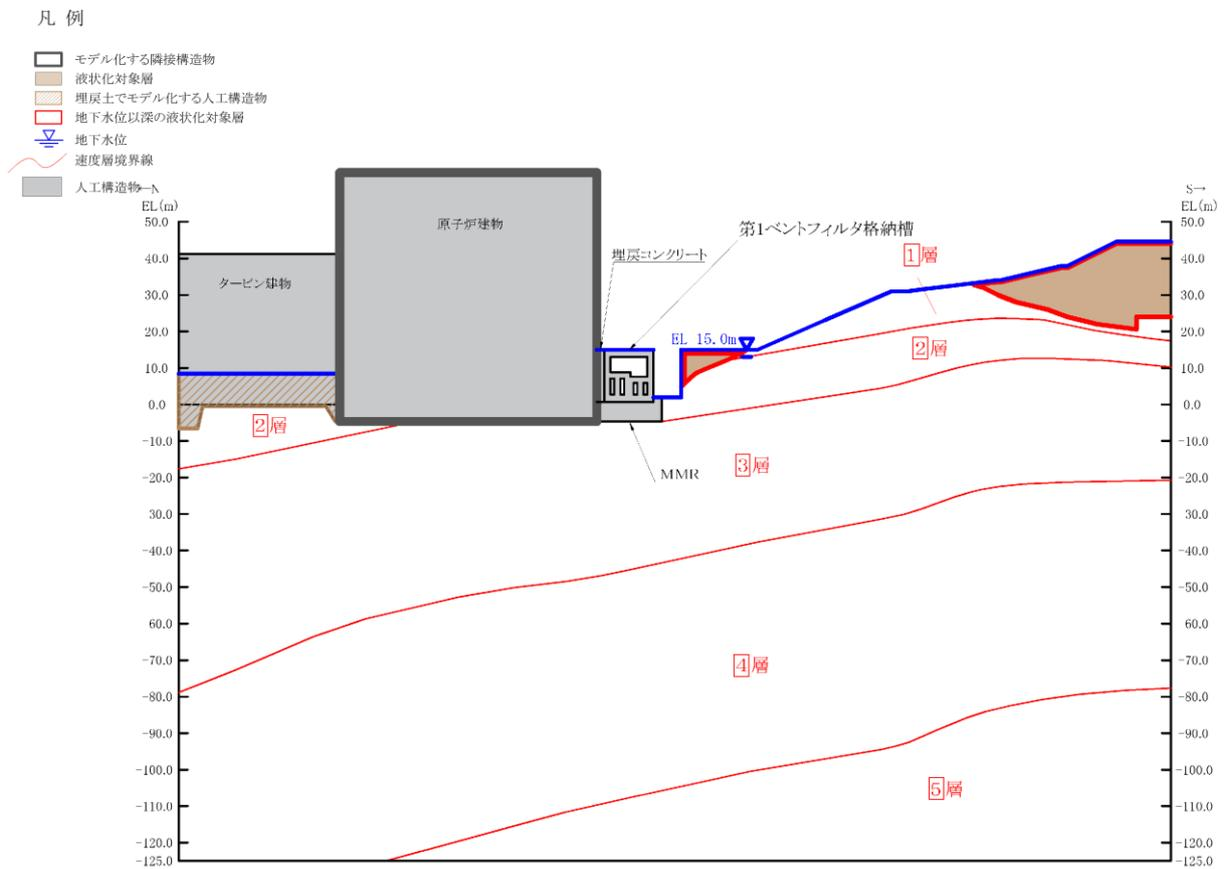 凡 例
モデル化する隣接構造物
液状化対象層
埋戻土でモデル化する人工構造物
地下水位以深の液状化対象層
地下水位
速度層境界線
人工構造物
←N
EL(m)
S→
EL(m)
50.0
40.0
30.0
20.0
10.0
0.0
-10.0
-20.0
30.0
-40.0
-50.0
60.0
-70.0
-80.0
-90.0
-100.0
-110.0
-120.0
-125.0
タービン建物
原子炉建物
埋戻コンクリート
第1ベントフィルタ格納槽
EL 15.0m
MMR
1層
2層
2層
3層
4層
5層
50.0
40.0
30.0
20.0
10.0
0.0
-10.0
-20.0
30.0
-40.0
-50.0
60.0
-70.0
-80.0
-90.0
-100.0
-110.0
-120.0
-125.0